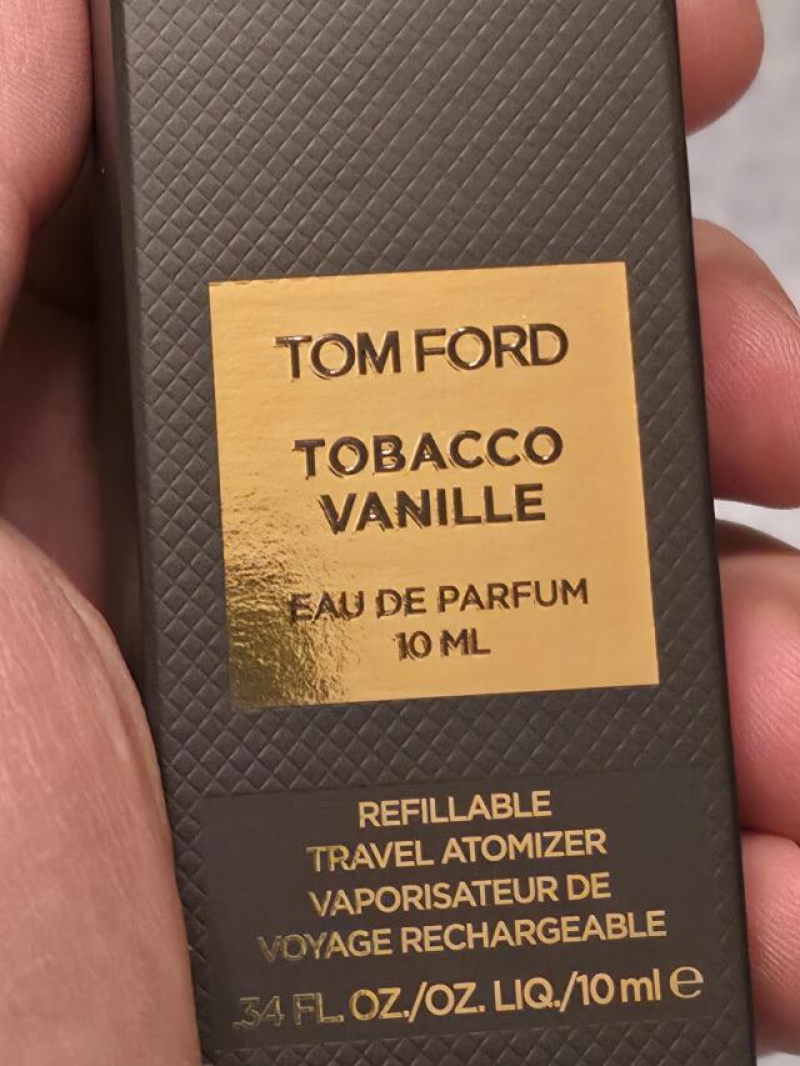 TOM FORD
TOBACCO
VANILLE
EAU DE PARFUM
10 ML
REFILLABLE
TRAVEL ATOMIZER
VAPORISATEUR DE
VOYAGE RECHARGEABLE
.34 FL. OZ./OZ. LIQ./10 ml ℮